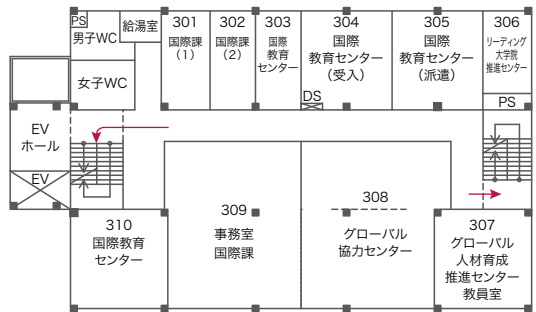 PS
男子WC
給湯室
女子WC
301
国際課
（1）
302
国際課
（2）
303
国際
教育
センター
304
国際
教育センター
（受入）
DS
305
国際
教育センター
（派遣）
306
リーディング
大学院
推進センター
PS
EV
ホール
EV
310
国際教育
センター
309
事務室
国際課
308
グローバル
協力センター
307
グローバル
人材育成
推進センター
教員室